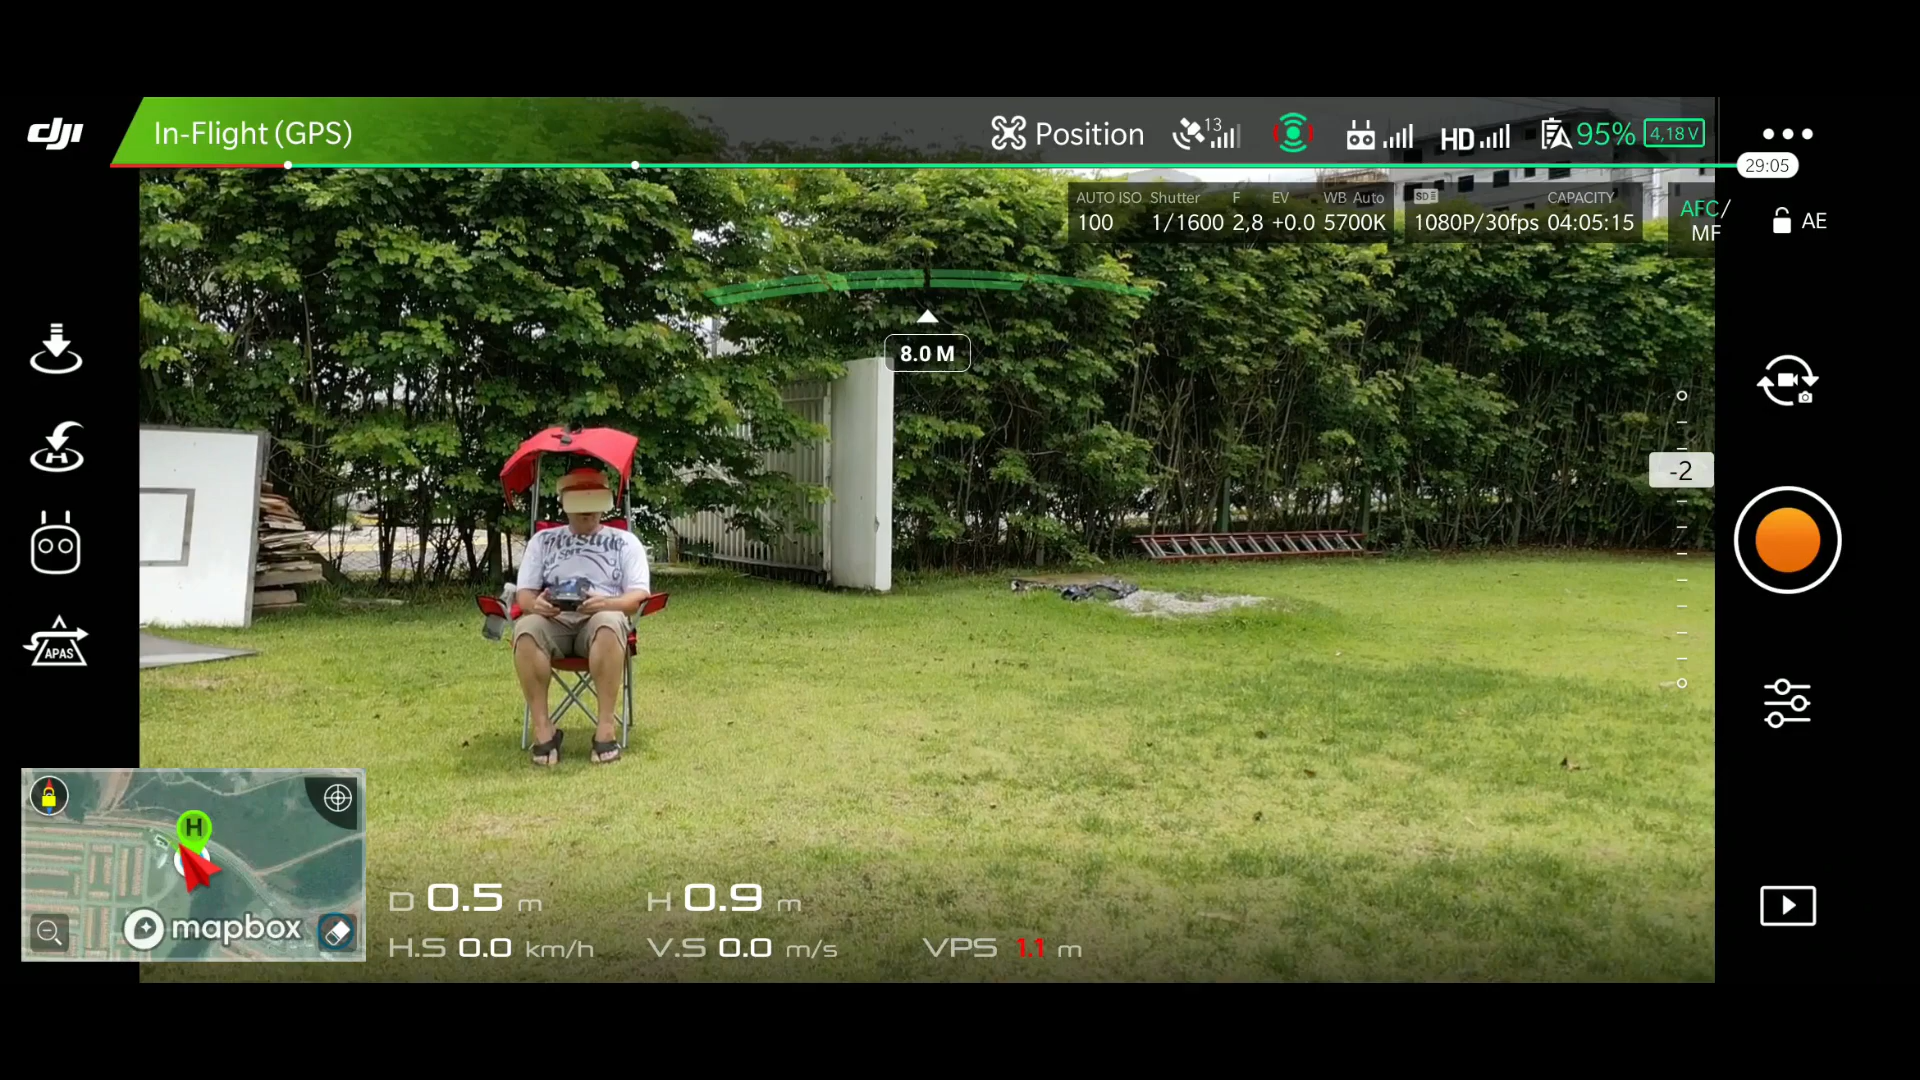 dji
In-Flight (GPS)
Position
13
HD
95%
4,18 V
29:05
AUTO ISO Shutter F EV WB Auto
100 1/1600 2,8 +0.0 5700K
SD CAPACITY
1080P/30fps 04:05:15
AFC/
MF
AE
8.0 M
-2
H
APAS
Prestige
H
mapbox
D 0.5 m
H 0.9 m
H.S 0.0 km/h
V.S 0.0 m/s
VPS 1.1 m